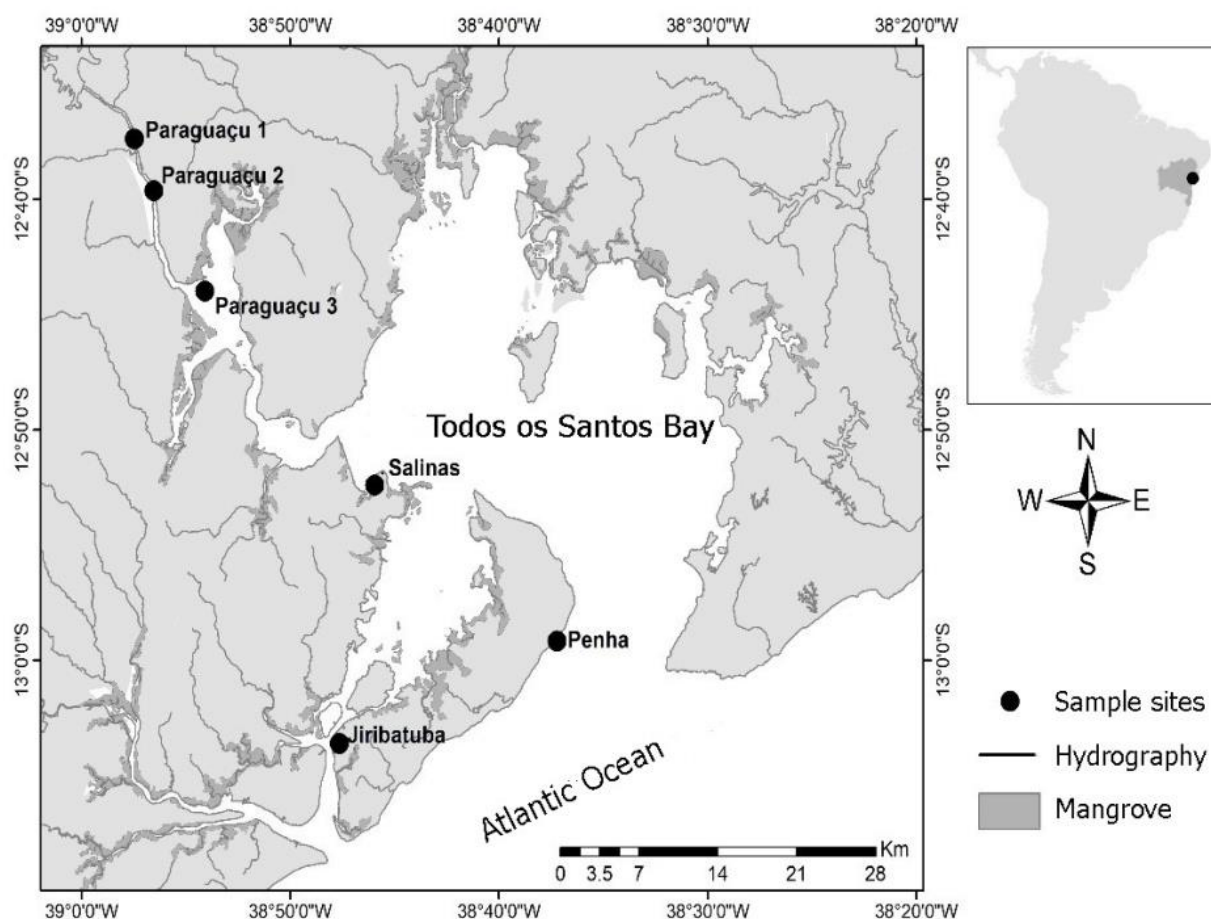 39°0'0"W 38°50'0"W 38°40'0"W 38°30'0"W 38°20'0"W
Paraguaçu 1
Paraguaçu 2
12°40'0"S 12°40'0"S
Paraguaçu 3
Todos os Santos Bay
12°50'0"S 12°50'0"S
Salinas
Penha
13°0'0"S 13°0'0"S
Jiribatuba
Atlantic Ocean
Km
0 3.5 7 14 21 28
39°0'0"W 38°50'0"W 38°40'0"W 38°30'0"W 38°20'0"W
N
W E
S
Sample sites
Hydrography
Mangrove